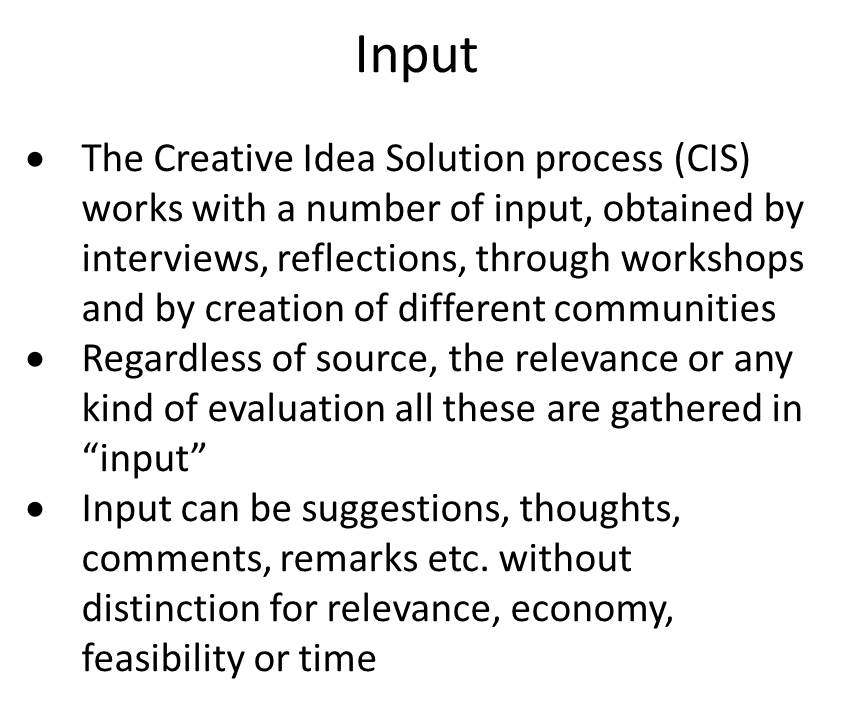 Input
• The Creative Idea Solution process (CIS)
works with a number of input, obtained by
interviews, reflections, through workshops
and by creation of different communities
• Regardless of source, the relevance or any
kind of evaluation all these are gathered in
“input”
• Input can be suggestions, thoughts,
comments, remarks etc. without
distinction for relevance, economy,
feasibility or time